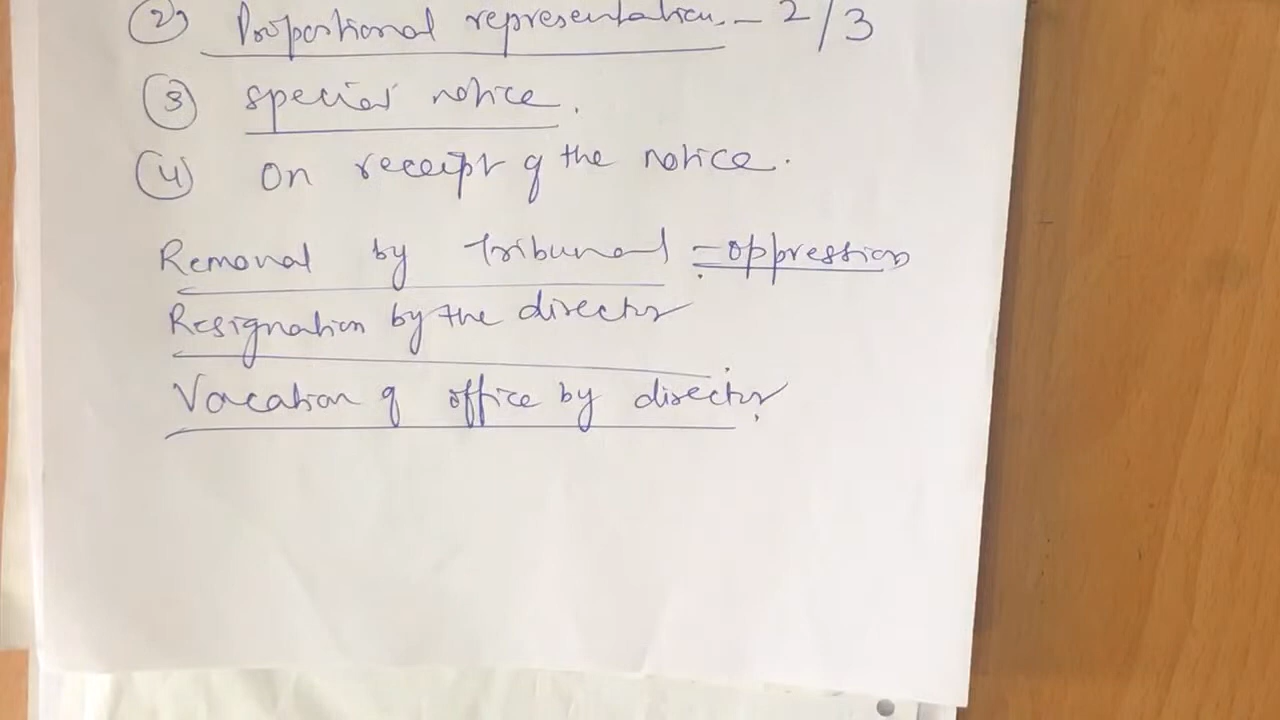 (2) Proportional representation - 2/3
(3) special notice.
(4) on receipt of the notice.
Removal by tribunal = oppression
Resignation by the director
Vacation of office by director